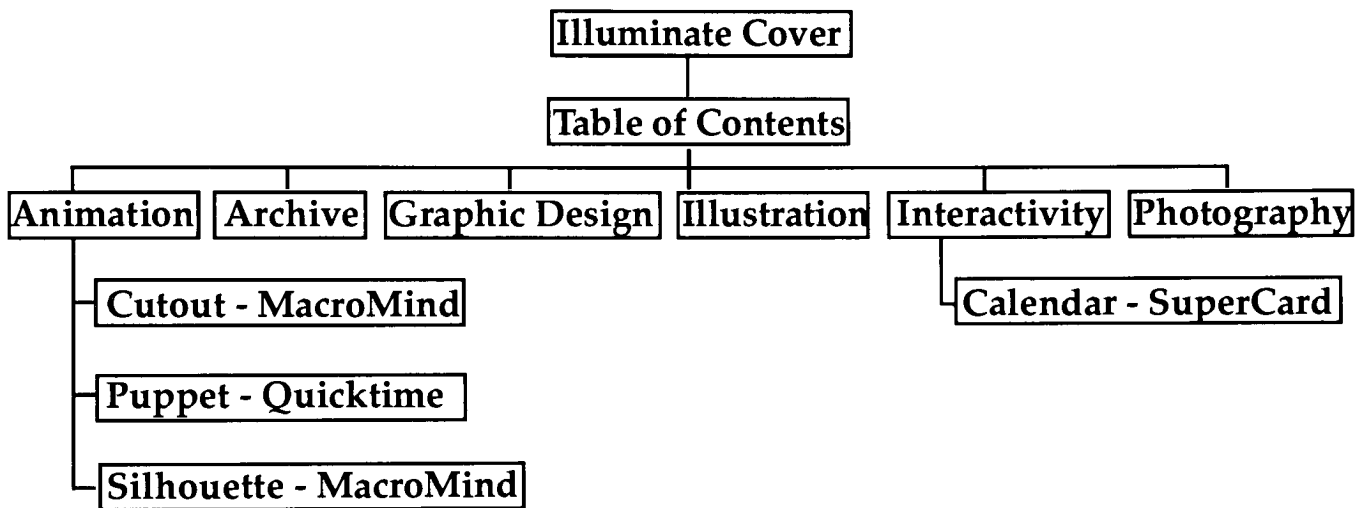 Illuminate Cover
Table of Contents
Animation
Archive
Graphic Design
Illustration
Interactivity
Photography
Cutout - MacroMind
Calendar - SuperCard
Puppet - Quicktime
Silhouette - MacroMind